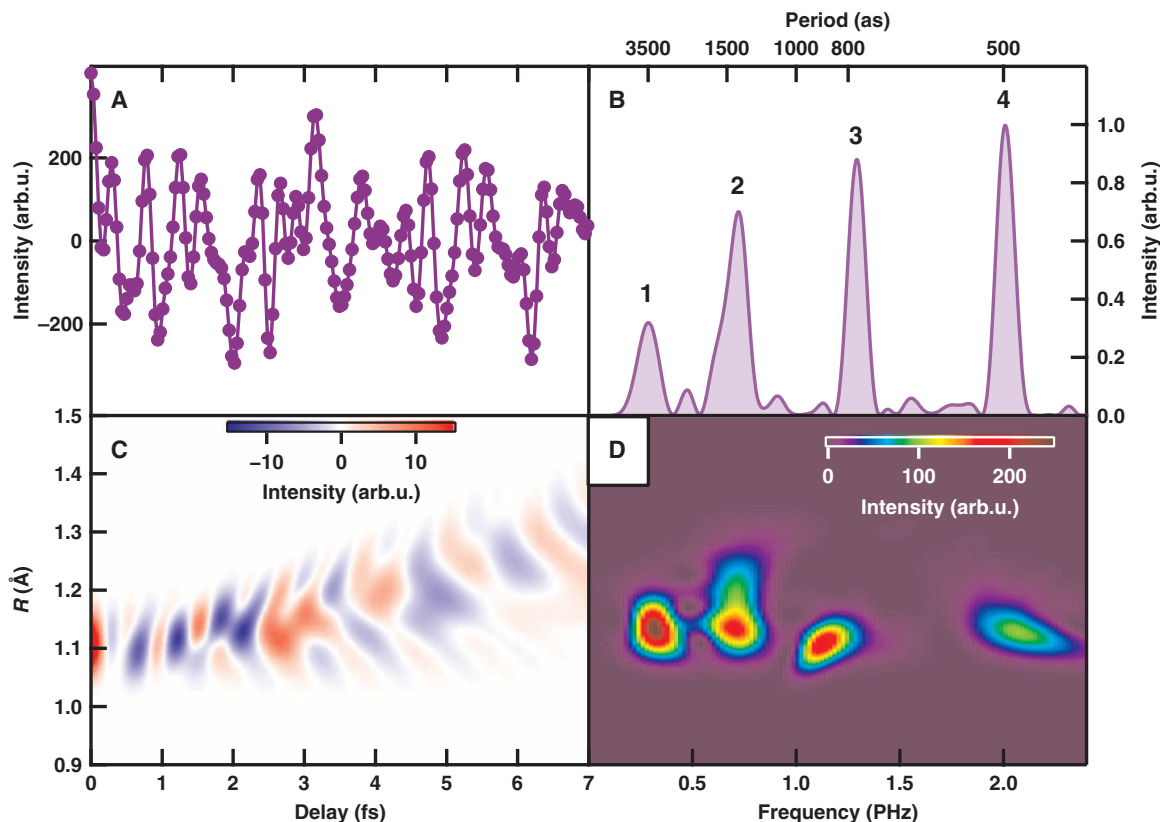 Period (as)
3500 1500 1000 800 500
A
B
200
0
−200
Intensity (arb.u.)
1
2
3
4
1.0
0.8
0.6
0.4
0.2
0.0
Intensity (arb.u.)
C
−10 0 10
Intensity (arb.u.)
D
0 100 200
Intensity (arb.u.)
1.5
1.4
1.3
1.2
1.1
1.0
0.9
R (Å)
0 1 2 3 4 5 6 7
Delay (fs)
0.5 1.0 1.5 2.0
Frequency (PHz)